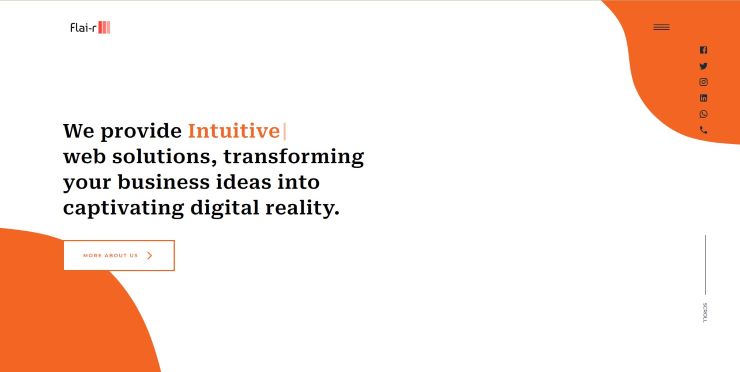 Flai-r
We provide Intuitive
web solutions, transforming
your business ideas into
captivating digital reality.
MORE ABOUT US
SCROLL